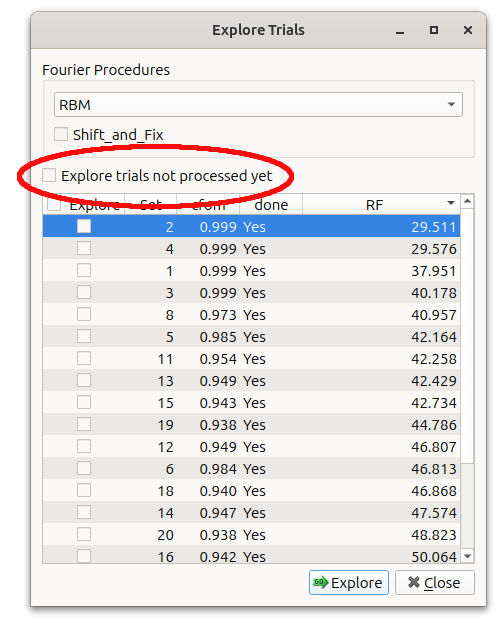 Explore Trials
Fourier Procedures
RBM
Shift_and_Fix
Explore trials not processed yet
Explore Set cfom done RF
2 0.999 Yes 29.511
4 0.999 Yes 29.576
1 0.999 Yes 37.951
3 0.999 Yes 40.178
8 0.973 Yes 40.957
5 0.985 Yes 42.164
11 0.954 Yes 42.258
13 0.949 Yes 42.429
15 0.943 Yes 42.734
19 0.938 Yes 44.786
12 0.949 Yes 46.807
6 0.984 Yes 46.813
18 0.940 Yes 46.868
14 0.947 Yes 47.574
20 0.938 Yes 48.823
16 0.942 Yes 50.064
GO Explore Close